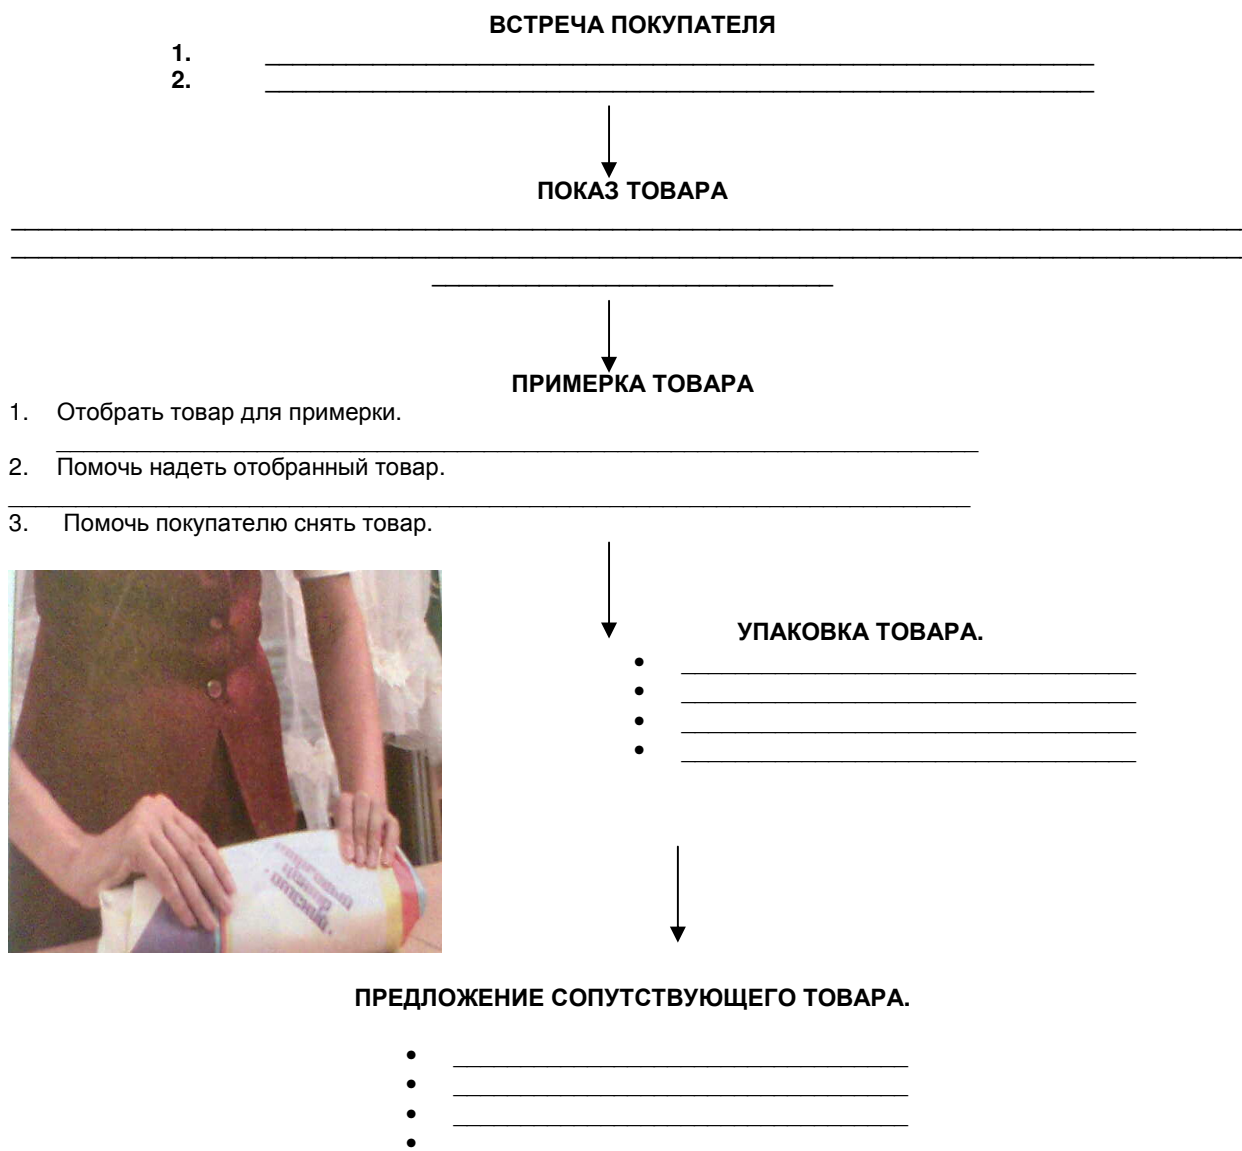 ВСТРЕЧА ПОКУПАТЕЛЯ
1.
2.
ПОКАЗ ТОВАРА
ПРИМЕРКА ТОВАРА
1. Отобрать товар для примерки.
2. Помочь надеть отобранный товар.
3. Помочь покупателю снять товар.
УПАКОВКА ТОВАРА.
ПРЕДЛОЖЕНИЕ СОПУТСТВУЮЩЕГО ТОВАРА.